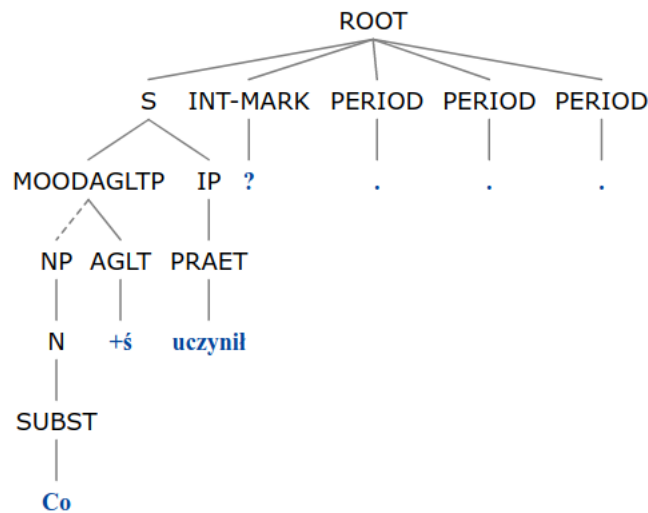 ROOT
S INT-MARK PERIOD PERIOD PERIOD
MOODAGLTP IP ? . . .
NP AGLT PRAET
N +ś uczynił
SUBST
Co